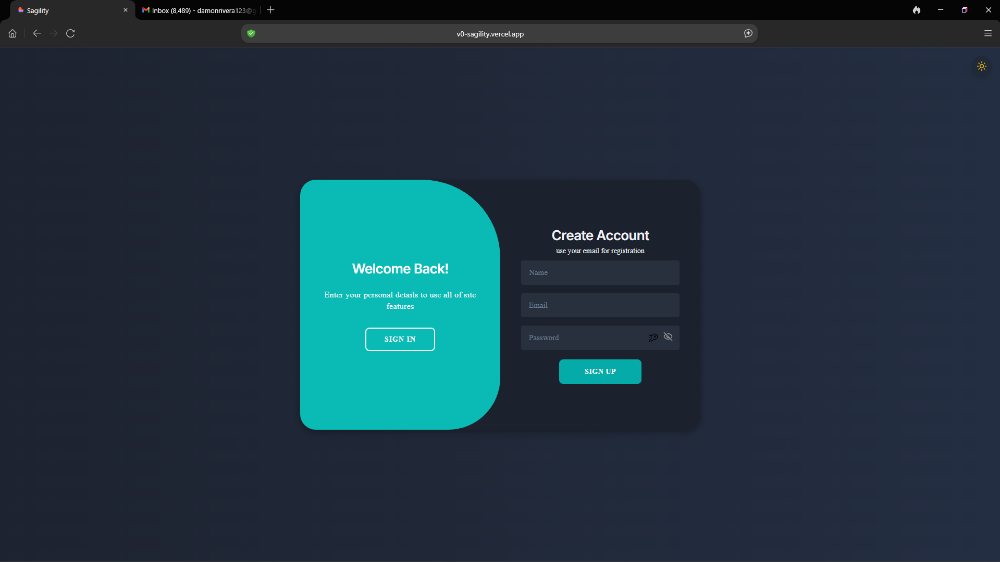 Sagility
Inbox (8,489) - damonrivera123@g
v0-sagility.vercel.app
Welcome Back!
Enter your personal details to use all of site
features
SIGN IN
Create Account
use your email for registration
Name
Email
Password
SIGN UP